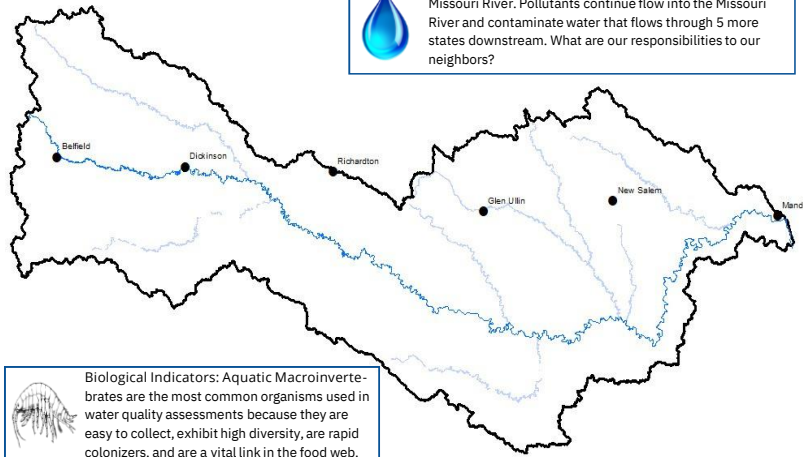 Missouri River. Pollutants continue flow into the Missouri
River and contaminate water that flows through 5 more
states downstream. What are our responsibilities to our
neighbors?
Belfield
Dickinson
Richardton
Glen Ullin
New Salem
Mand
Biological Indicators: Aquatic Macroinverte-
brates are the most common organisms used in
water quality assessments because they are
easy to collect, exhibit high diversity, are rapid
colonizers, and are a vital link in the food web.